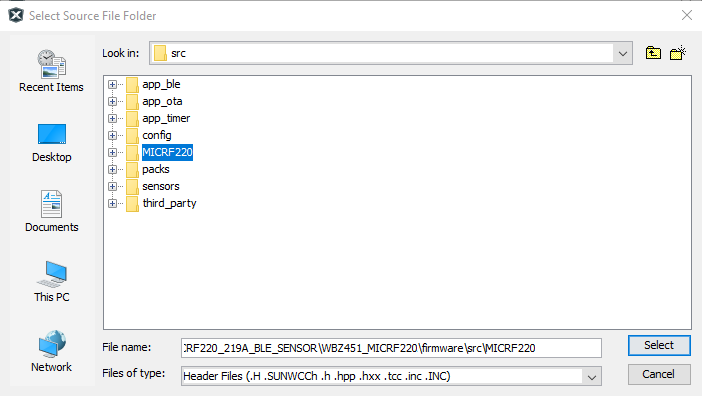 Select Source File Folder
Look in: src
Recent Items
Desktop
Documents
This PC
Network
app_ble
app_ota
app_timer
config
MICRF220
packs
sensors
third_party
File name: :RF220_219A_BLE_SENSOR\WBZ451_MICRF220\firmware\src\MICRF220
Select
Files of type: Header Files (.H .SUNWCCh .h .hpp .hxx .tcc .inc .INC)
Cancel